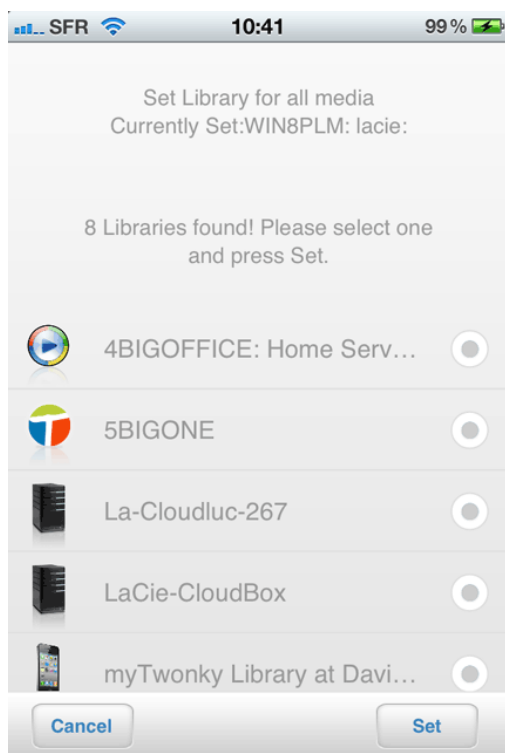 SFR 10:41 99 %
Set Library for all media
Currently Set:WIN8PLM: lacie:
8 Libraries found! Please select one
and press Set.
4BIGOFFICE: Home Serv...
5BIGONE
La-Cloudluc-267
LaCie-CloudBox
myTwonky Library at Davi...
Cancel Set